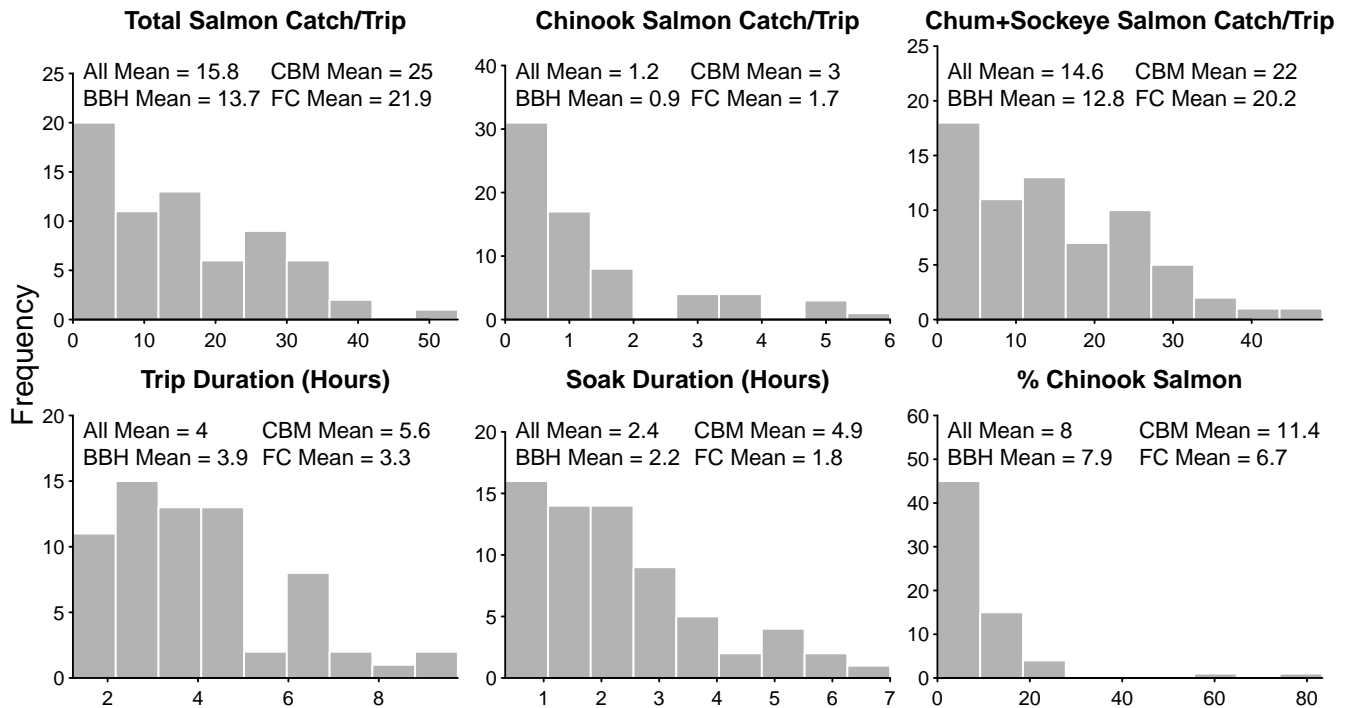 Total Salmon Catch/Trip
All Mean = 15.8 CBM Mean = 25
BBH Mean = 13.7 FC Mean = 21.9
25
20
15
10
5
0
0 10 20 30 40 50
Chinook Salmon Catch/Trip
All Mean = 1.2 CBM Mean = 3
BBH Mean = 0.9 FC Mean = 1.7
40
30
20
10
0
0 1 2 3 4 5 6
Chum+Sockeye Salmon Catch/Trip
All Mean = 14.6 CBM Mean = 22
BBH Mean = 12.8 FC Mean = 20.2
25
20
15
10
5
0
0 10 20 30 40
Frequency
Trip Duration (Hours)
All Mean = 4 CBM Mean = 5.6
BBH Mean = 3.9 FC Mean = 3.3
20
15
10
5
0
2 4 6 8
Soak Duration (Hours)
All Mean = 2.4 CBM Mean = 4.9
BBH Mean = 2.2 FC Mean = 1.8
20
15
10
5
0
1 2 3 4 5 6 7
% Chinook Salmon
All Mean = 8 CBM Mean = 11.4
BBH Mean = 7.9 FC Mean = 6.7
60
50
40
30
20
10
0
0 20 40 60 80